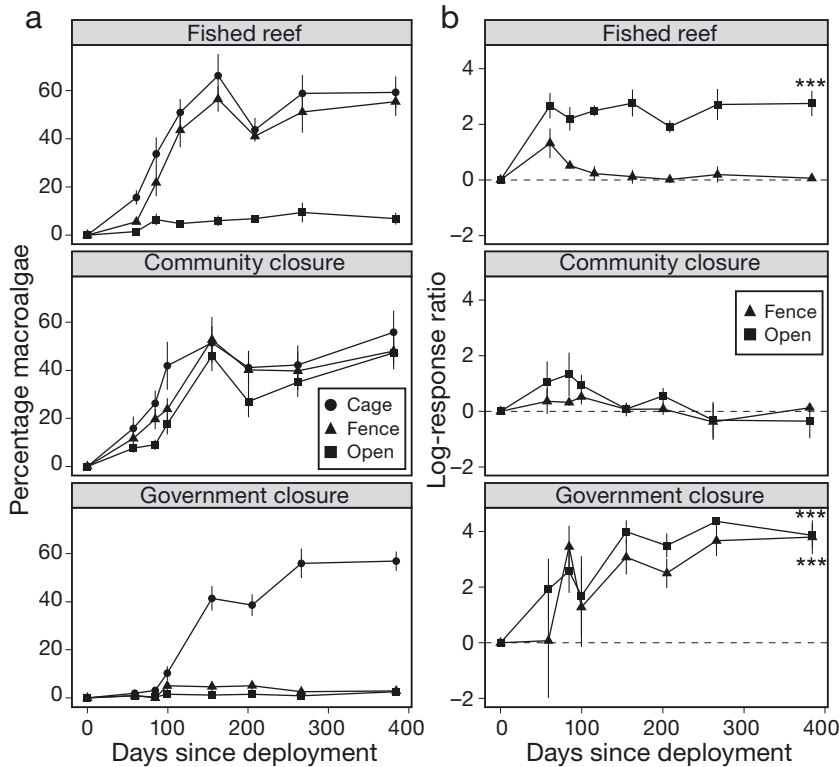 a
Fished reef
60
40
20
0
Community closure
60
40
20
0
Cage
Fence
Open
Government closure
60
40
20
0
0 100 200 300 400
Days since deployment
Percentage macroalgae
b
Fished reef
4
2
0
−2
***
Community closure
4
2
0
−2
Fence
Open
Government closure
4
2
0
−2
***
***
0 100 200 300 400
Days since deployment
Log-response ratio